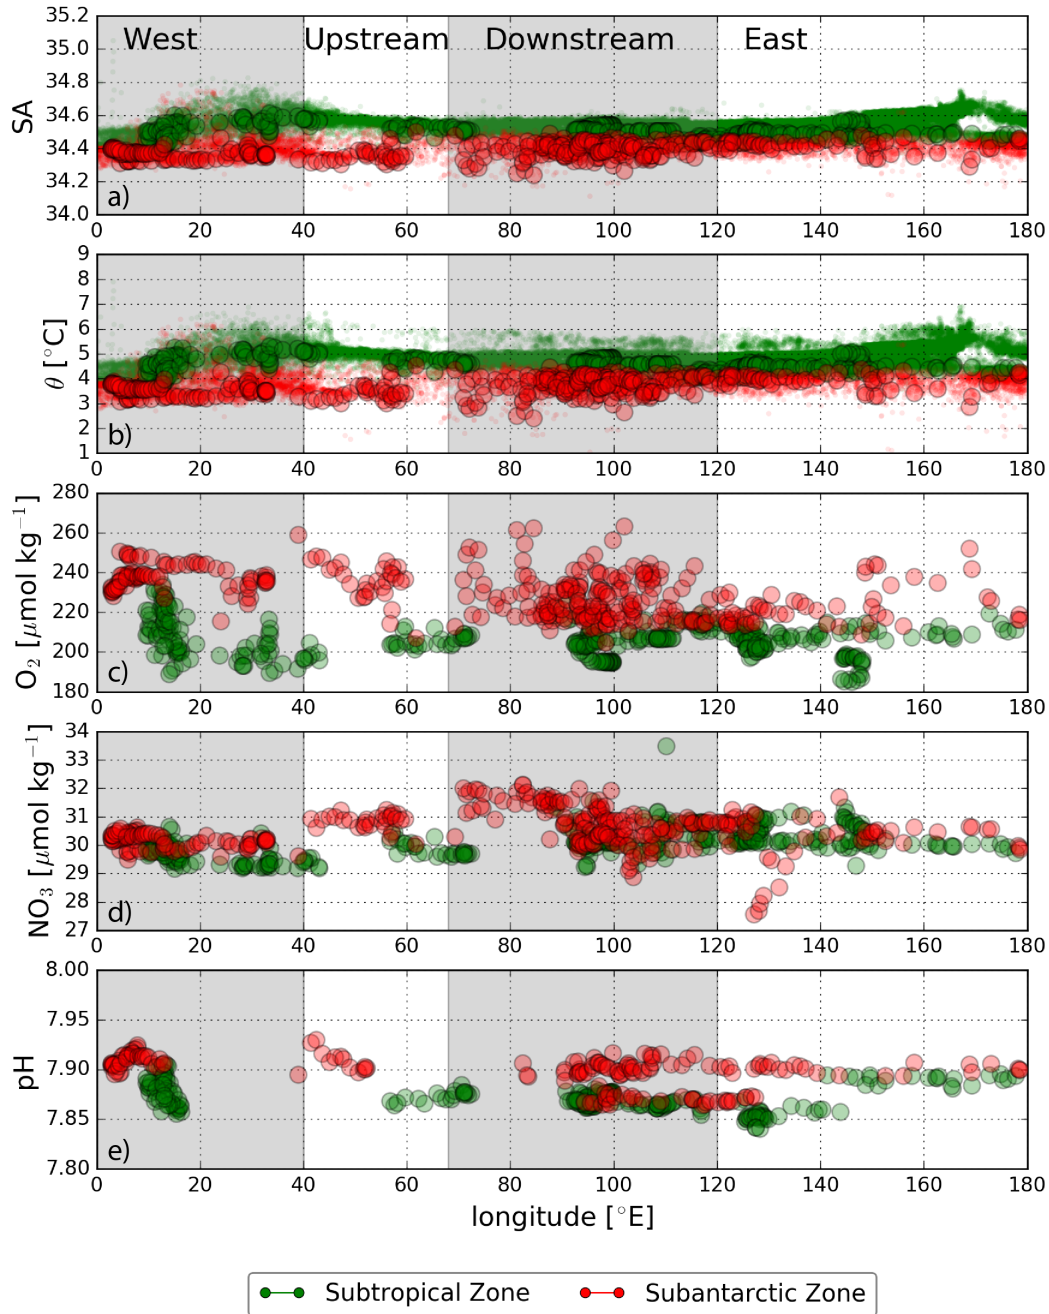 West Upstream Downstream East
35.2
35.0
34.8
34.6
34.4
34.2
34.0
SA
a)
0 20 40 60 80 100 120 140 160 180
9
8
7
6
5
4
3
2
1
θ [°C]
b)
0 20 40 60 80 100 120 140 160 180
280
260
240
220
200
180
O₂ [μmol kg⁻¹]
c)
0 20 40 60 80 100 120 140 160 180
34
33
32
31
30
29
28
27
NO₃ [μmol kg⁻¹]
d)
0 20 40 60 80 100 120 140 160 180
8.00
7.95
7.90
7.85
7.80
pH
e)
0 20 40 60 80 100 120 140 160 180
longitude [°E]
Subtropical Zone Subantarctic Zone